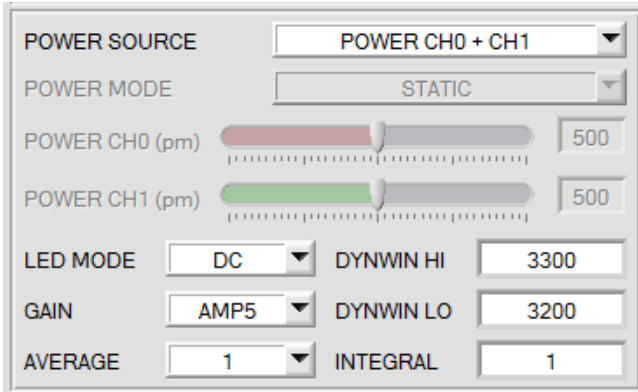 POWER SOURCE POWER CH0 + CH1
POWER MODE STATIC
POWER CH0 (pm) 500
POWER CH1 (pm) 500
LED MODE DC DYNWIN HI 3300
GAIN AMP5 DYNWIN LO 3200
AVERAGE 1 INTEGRAL 1